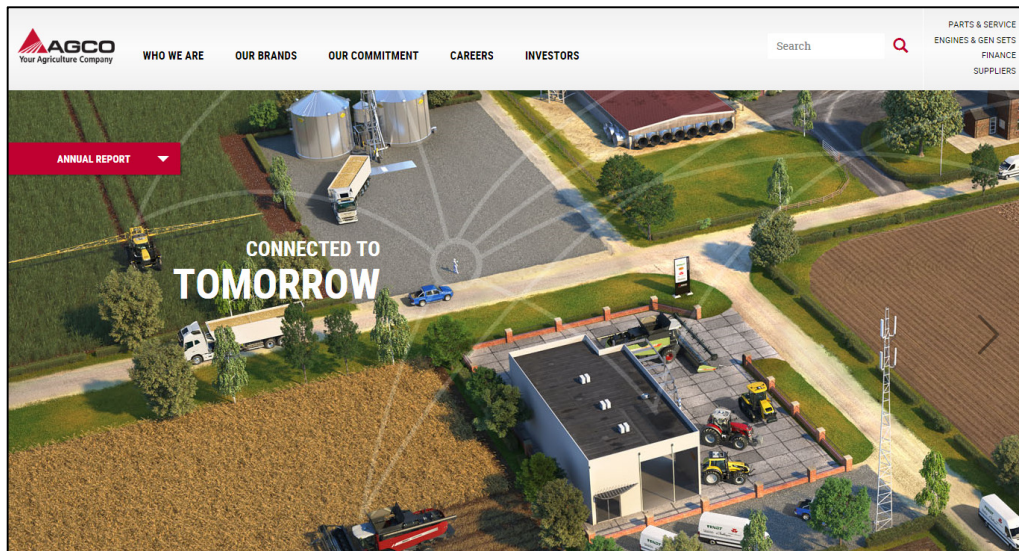 AGCO
Your Agriculture Company
WHO WE ARE
OUR BRANDS
OUR COMMITMENT
CAREERS
INVESTORS
Search
PARTS & SERVICE
ENGINES & GEN SETS
FINANCE
SUPPLIERS
ANNUAL REPORT
CONNECTED TO
TOMORROW
FENDT